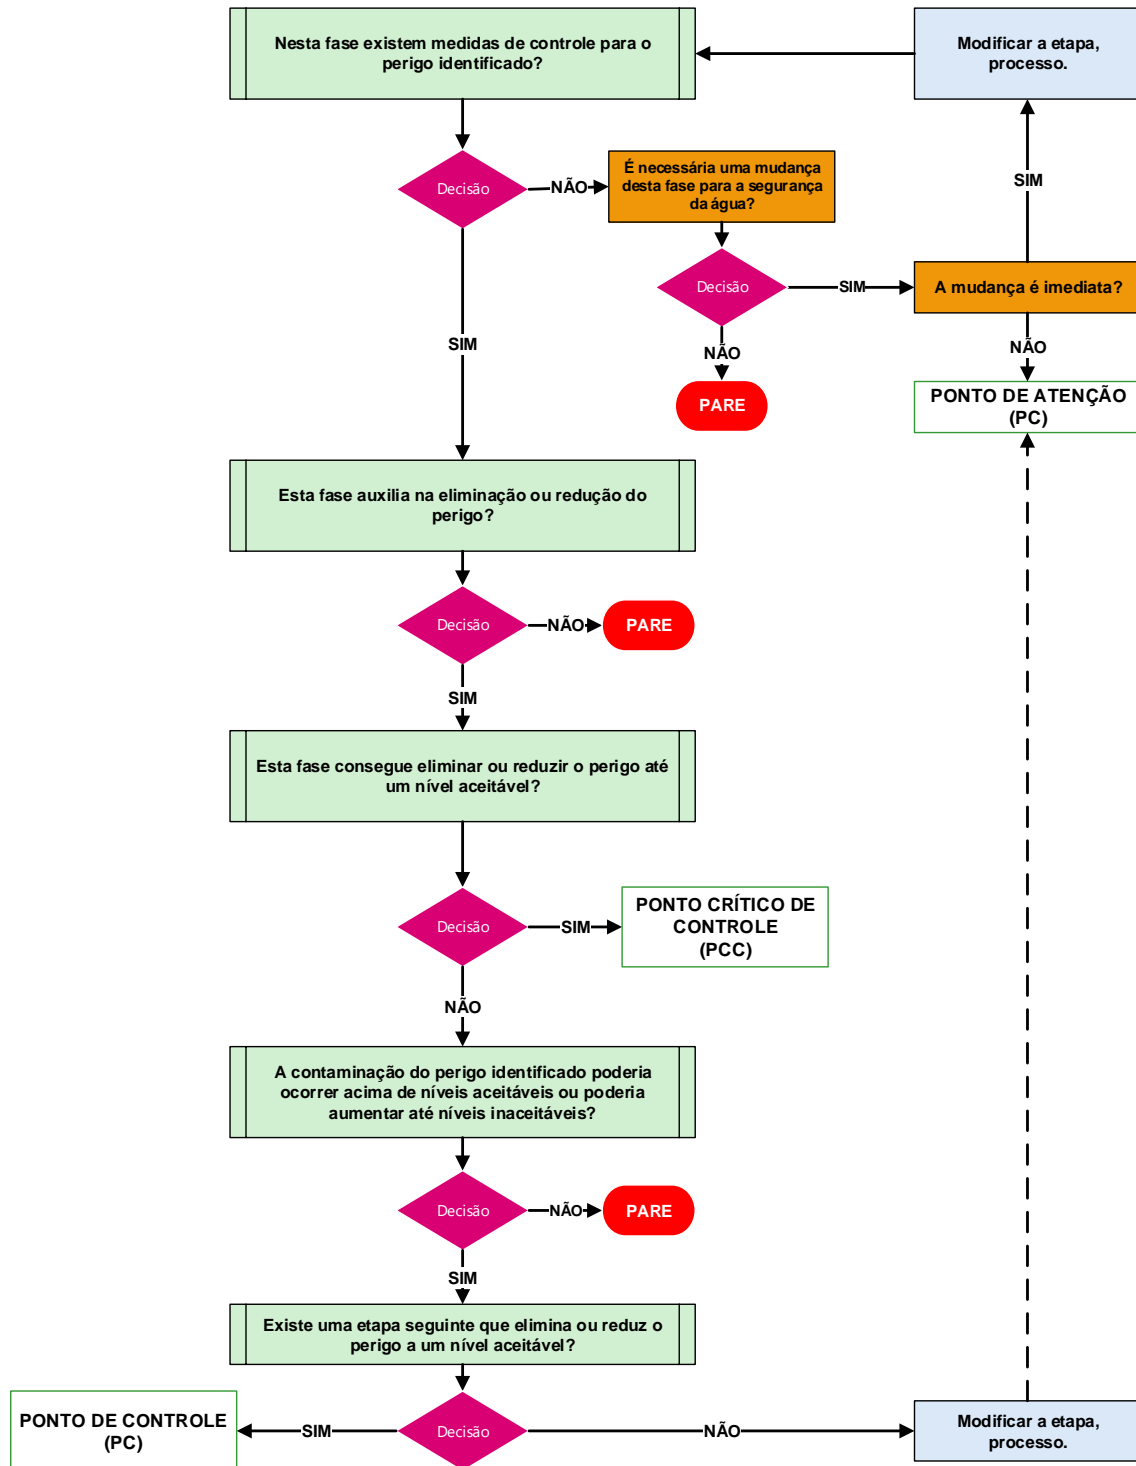 Nesta fase existem medidas de controle para o
perigo identificado?
Modificar a etapa,
processo.
Decisão
NÃO
É necessária uma mudança
desta fase para a segurança
da água?
SIM
Decisão
SIM
A mudança é imediata?
SIM
NÃO
NÃO
PARE
PONTO DE ATENÇÃO
(PC)
Esta fase auxilia na eliminação ou redução do
perigo?
Decisão
NÃO
PARE
SIM
Esta fase consegue eliminar ou reduzir o perigo até
um nível aceitável?
Decisão
SIM
PONTO CRÍTICO DE
CONTROLE
(PCC)
NÃO
A contaminação do perigo identificado poderia
ocorrer acima de níveis aceitáveis ou poderia
aumentar até níveis inaceitáveis?
Decisão
NÃO
PARE
SIM
Existe uma etapa seguinte que elimina ou reduz o
perigo a um nível aceitável?
PONTO DE CONTROLE
(PC)
SIM
Decisão
NÃO
Modificar a etapa,
processo.